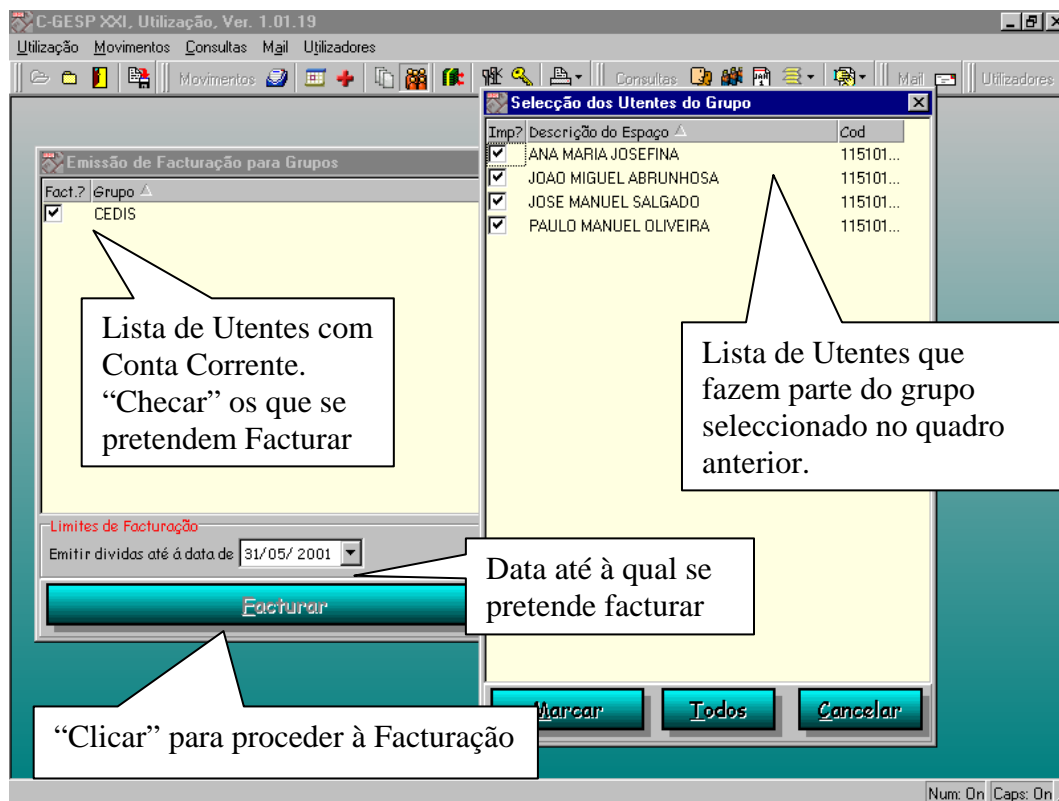 C-GESP XXI, Utilização, Ver. 1.01.19
Utilização Movimentos Consultas Mail Utilizadores
Movimentos Consultas Mail Utilizadores
Selecção dos Utentes do Grupo
Imp? Descrição do Espaço Cod
ANA MARIA JOSEFINA 115101...
JOAO MIGUEL ABRUNHOSA 115101...
JOSE MANUEL SALGADO 115101...
PAULO MANUEL OLIVEIRA 115101...
Emissão de Facturação para Grupos
Fact.? Grupo
CEDIS
Lista de Utentes com
Conta Corrente.
“Checar” os que se
pretendem Facturar
Lista de Utentes que
fazem parte do grupo
seleccionado no quadro
anterior.
Limites de Facturação
Emitir dividas até á data de 31/05/ 2001
Data até à qual se
pretende facturar
Facturar
Marcar Todos Cancelar
“Clicar” para proceder à Facturação
Num: On Caps: On